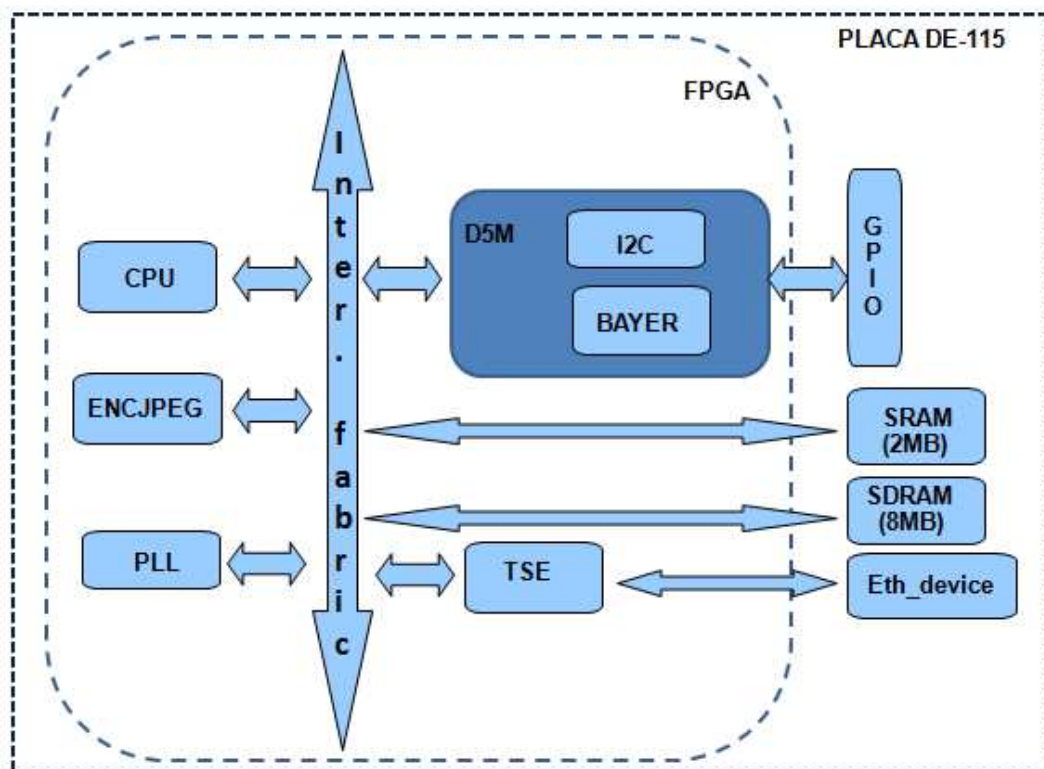 PLACA DE-115
FPGA
Inter. fabric
D5M
I2C
BAYER
GPIO
CPU
ENCJPEG
SRAM
(2MB)
SDRAM
(8MB)
PLL
TSE
Eth_device